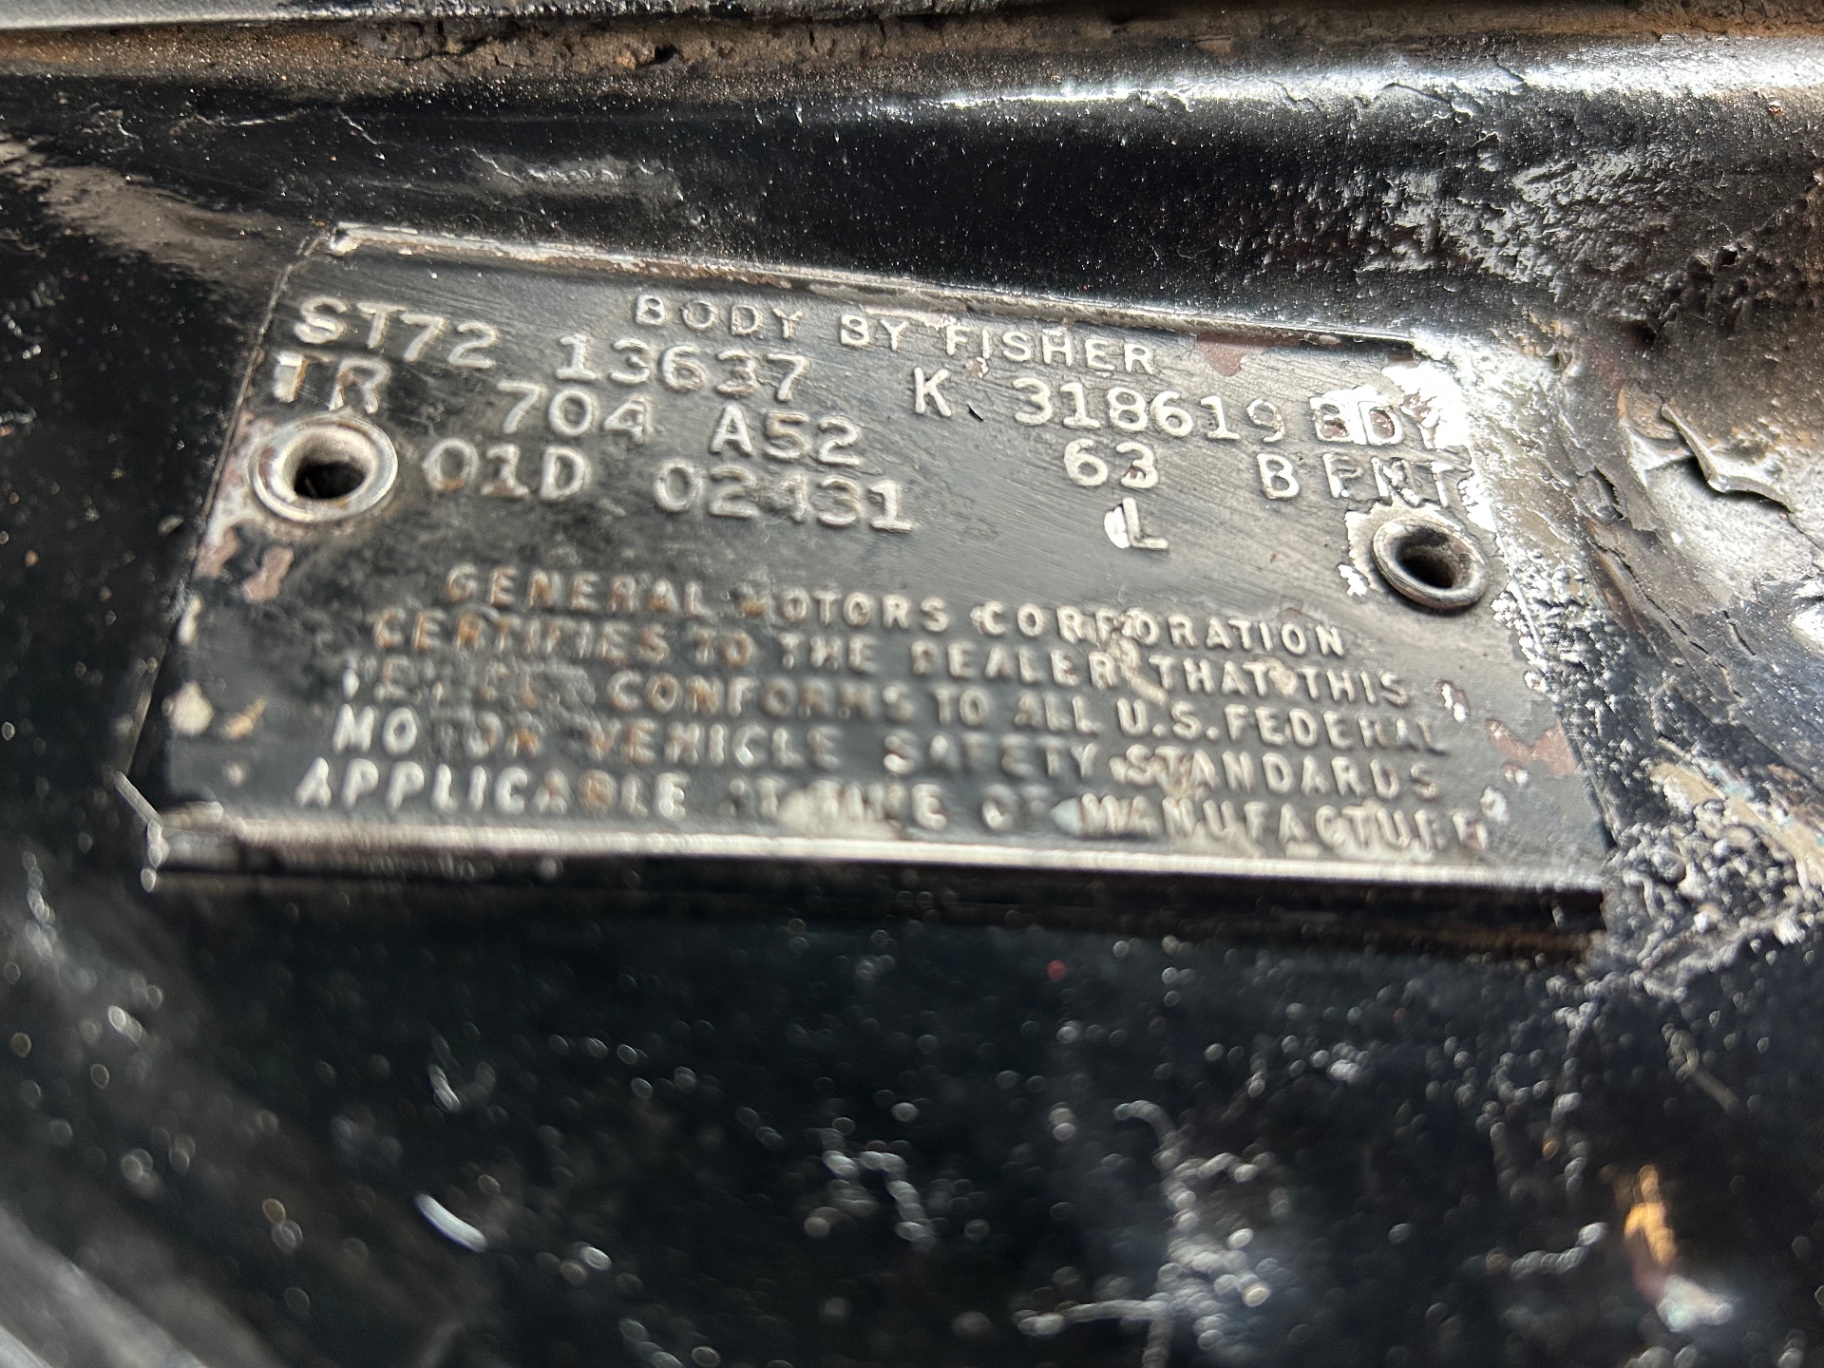 BODY BY FISHER
ST72 13637 K 318619 BDY
TR 704 A52 63 B PNT
01D 02431 L
GENERAL MOTORS CORPORATION
CERTIFIES TO THE DEALER THAT THIS
VEHICLE CONFORMS TO ALL U.S. FEDERAL
MOTOR VEHICLE SAFETY STANDARDS
APPLICABLE AT TIME OF MANUFACTURE